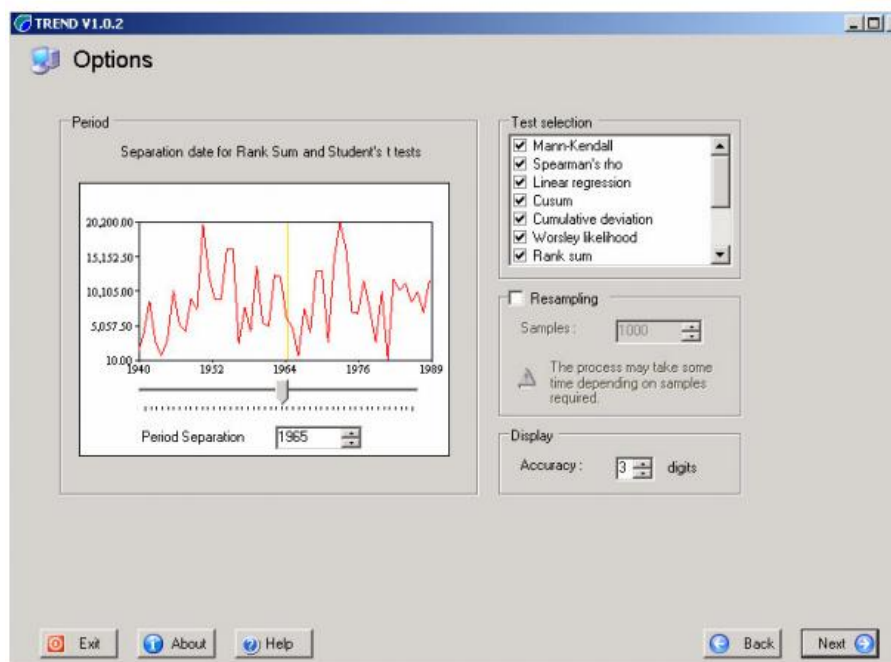 TREND V1.0.2
Options
Period
Separation date for Rank Sum and Student's t tests
20,200.00
15,152.50
10,105.00
5,057.50
10.00
1940 1952 1964 1976 1989
Period Separation 1965
Test selection
Mann-Kendall
Spearman's rho
Linear regression
Cusum
Cumulative deviation
Worsley likelihood
Rank sum
Resampling
Samples : 1000
The process may take some
time depending on samples
required.
Display
Accuracy : 3 digits
Exit About Help Back Next